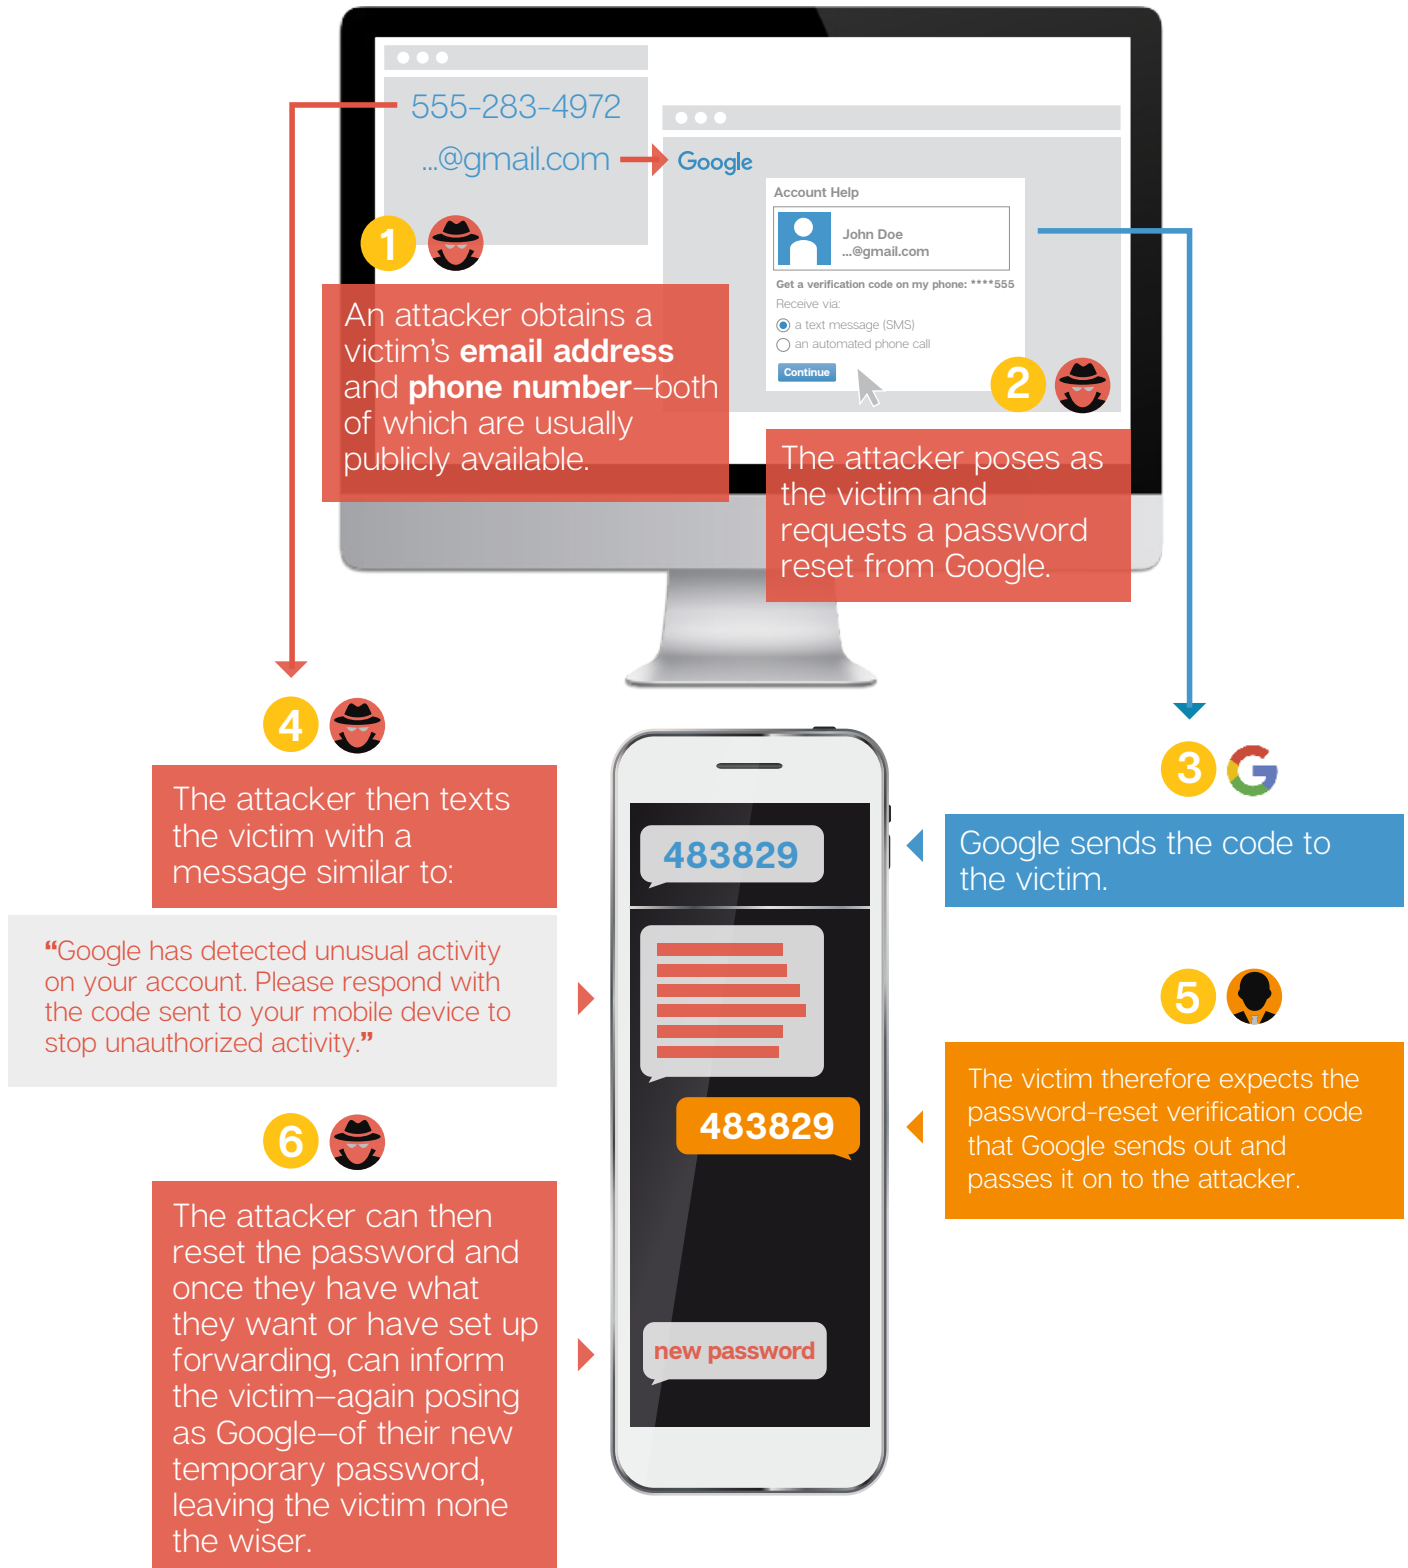 555-283-4972
...@gmail.com
Google
Account Help
John Doe
...@gmail.com
Get a verification code on my phone: ****555
Receive via:
a text message (SMS)
an automated phone call
Continue
1
An attacker obtains a
victim’s email address
and phone number—both
of which are usually
publicly available.
2
The attacker poses as
the victim and
requests a password
reset from Google.
3
G
Google sends the code to
the victim.
483829
4
The attacker then texts
the victim with a
message similar to:
“Google has detected unusual activity
on your account. Please respond with
the code sent to your mobile device to
stop unauthorized activity.”
5
The victim therefore expects the
password-reset verification code
that Google sends out and
passes it on to the attacker.
483829
6
The attacker can then
reset the password and
once they have what
they want or have set up
forwarding, can inform
the victim—again posing
as Google—of their new
temporary password,
leaving the victim none
the wiser.
new password